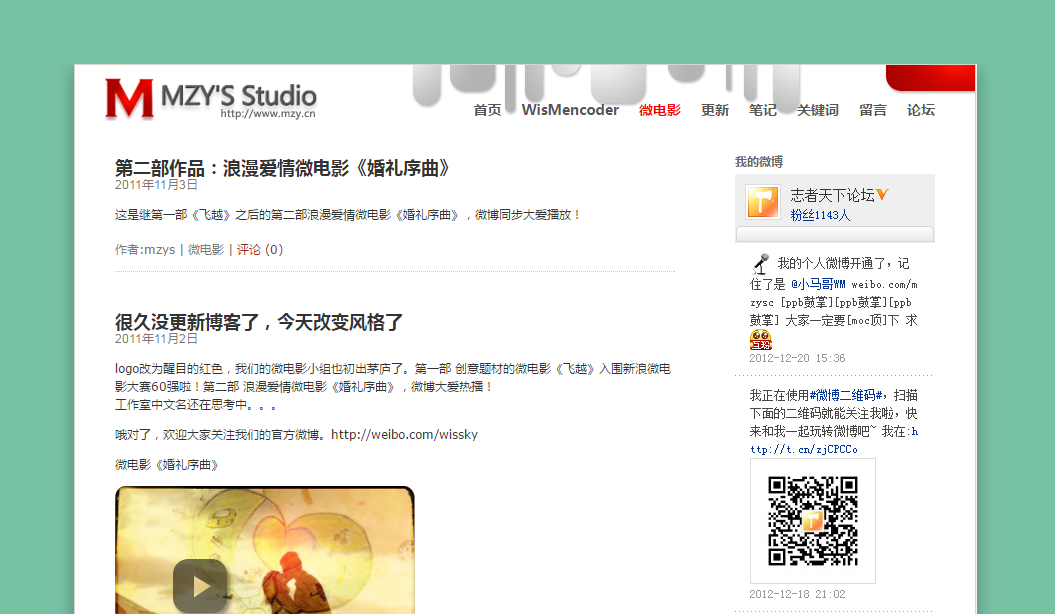 M MZY'S Studio
http://www.mzy.cn
首页 WisMencoder 微电影 更新 笔记 关键词 留言 论坛
第二部作品：浪漫爱情微电影《婚礼序曲》
2011年11月3日
这是继第一部《飞越》之后的第二部浪漫爱情微电影《婚礼序曲》，微博同步大爱播放！
作者:mzys | 微电影 | 评论 (0)
很久没更新博客了，今天改变风格了
2011年11月2日
logo改为醒目的红色，我们的微电影小组也初出茅庐了。第一部 创意题材的微电影《飞越》入围新浪微电
影大赛60强啦！第二部 浪漫爱情微电影《婚礼序曲》，微博大爱热播！
工作室中文名还在思考中。。。
哦对了，欢迎大家关注我们的官方微博。http://weibo.com/wissky
微电影《婚礼序曲》
我的微博
志者天下论坛
粉丝1143人
我的个人微博开通了，记
住了是 @小马哥WM weibo.com/m
zysc [ppb鼓掌][ppb鼓掌][ppb
鼓掌] 大家一定要[moc顶]下 求
互粉
2012-12-20 15:36
我正在使用#微博二维码#，扫描
下面的二维码就能关注我啦，快
来和我一起玩转微博吧~ 我在:h
ttp://t.cn/zjCPCCo
2012-12-18 21:02